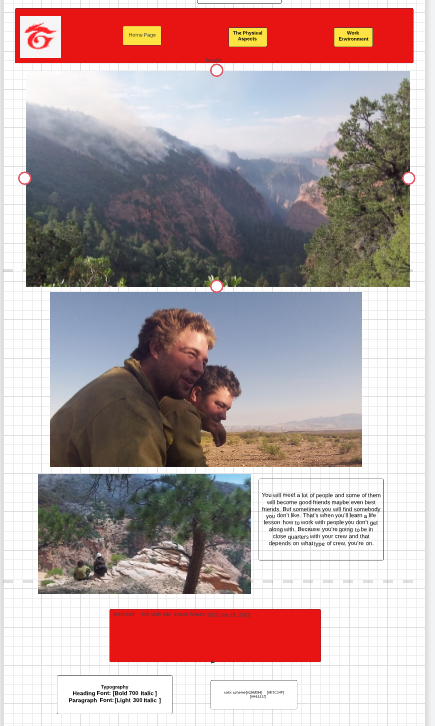 Home Page
The Physical
Aspects
Work
Environment
You will meet a lot of people and some of them
will become good friends maybe even best
friends. But sometimes you will find somebody
you don't like. That's when you'll learn a life
lesson how to work with people you don't get
along with. Because you're going to be in
close quarters with your crew and that
depends on what type of crew, you're on.
Typography
Heading Font: [Bold 700 Italic ]
Paragraph Font:[Light 300 Italic ]